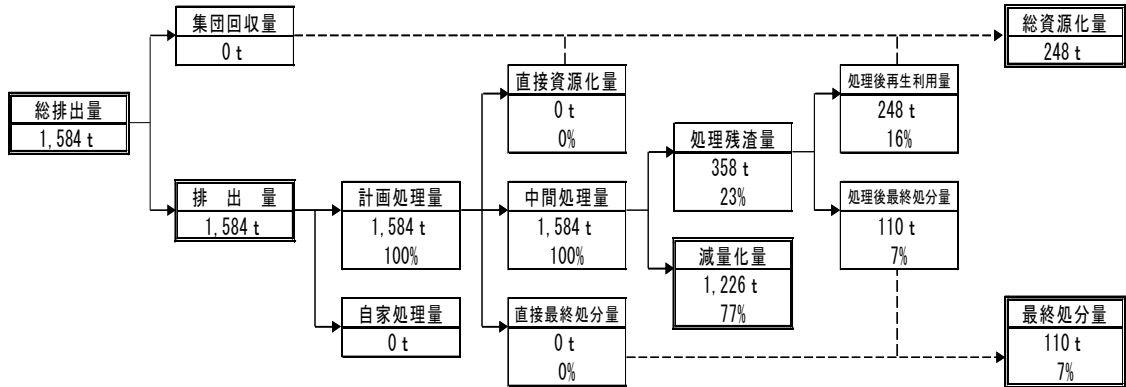 集団回収量
0 t
総資源化量
248 t
総排出量
1,584 t
直接資源化量
0 t
0%
処理後再生利用量
248 t
16%
処理残渣量
358 t
23%
排 出 量
1,584 t
計画処理量
1,584 t
100%
中間処理量
1,584 t
100%
処理後最終処分量
110 t
7%
減量化量
1,226 t
77%
自家処理量
0 t
直接最終処分量
0 t
0%
最終処分量
110 t
7%